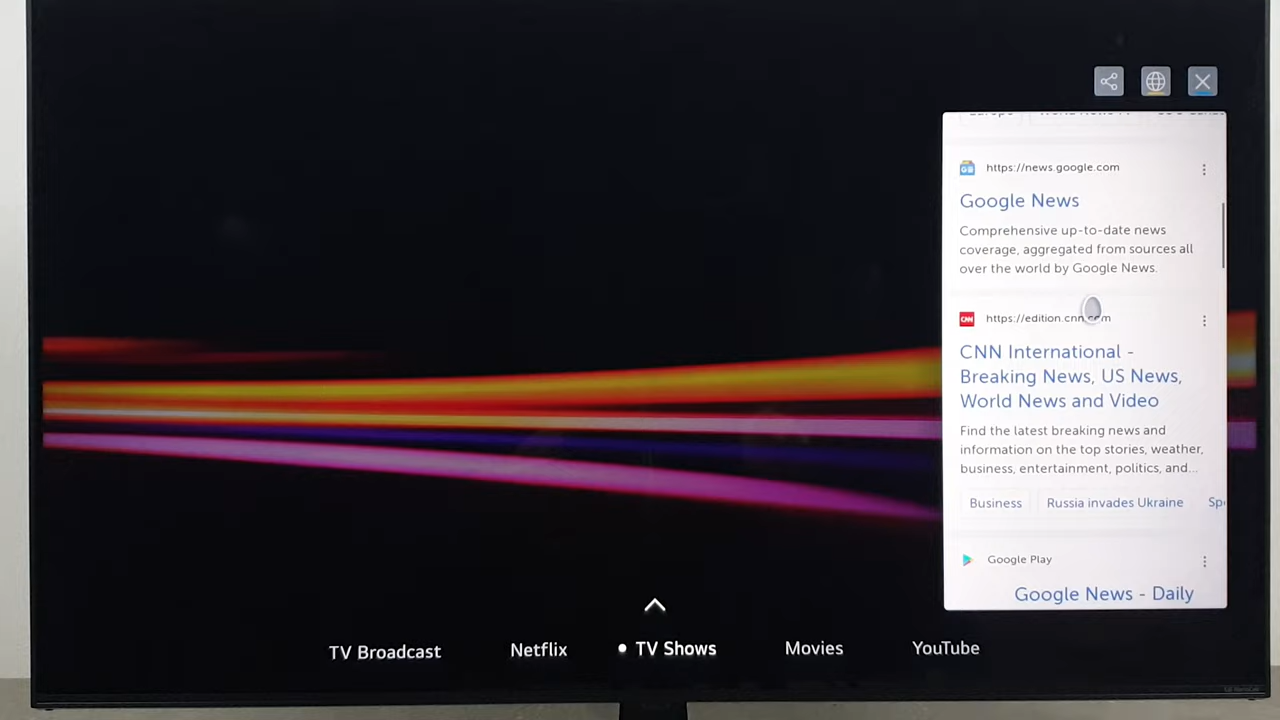 https://news.google.com
Google News
Comprehensive up-to-date news
coverage, aggregated from sources all
over the world by Google News.
https://edition.cnn.com
CNN International -
Breaking News, US News,
World News and Video
Find the latest breaking news and
information on the top stories, weather,
business, entertainment, politics, and...
Business Russia invades Ukraine
Google Play
Google News - Daily
TV Broadcast Netflix TV Shows Movies YouTube